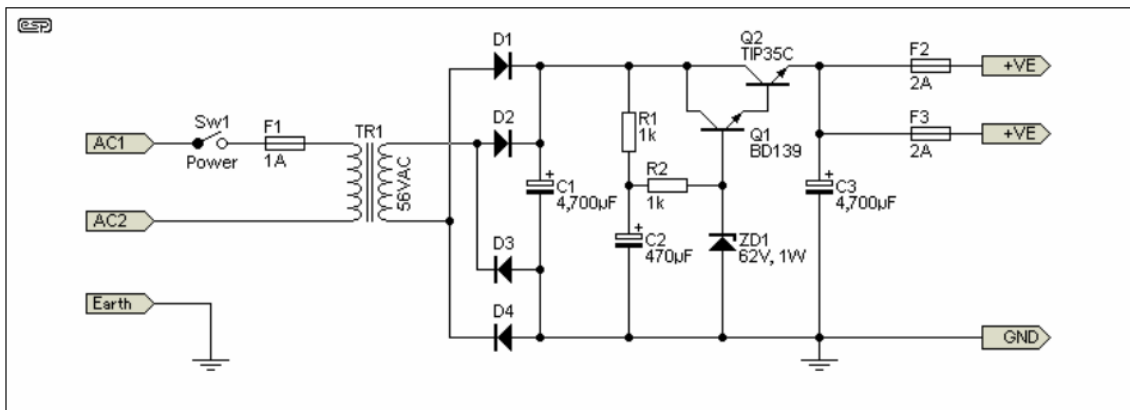 esp
D1
Q2
TIP35C
F2
+VE
2A
Sw1
F1
TR1
D2
R1
1k
F3
+VE
AC1
Power
1A
56VAC
Q1
BD139
2A
R2
1k
+
C1
4,700µF
+
C3
4,700µF
AC2
D3
+
C2
470µF
ZD1
62V, 1W
Earth
D4
GND